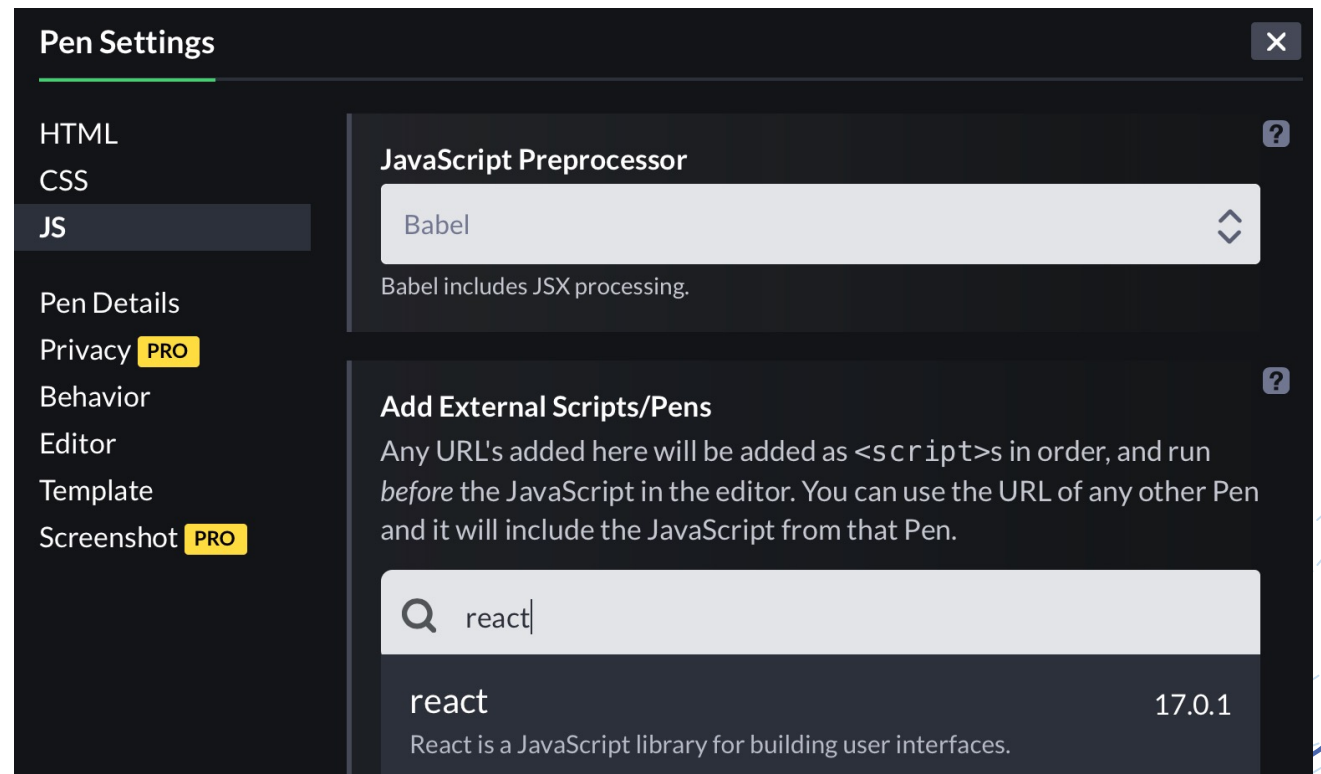 Pen Settings
HTML
CSS
JS
Pen Details
Privacy PRO
Behavior
Editor
Template
Screenshot PRO
JavaScript Preprocessor
Babel
Babel includes JSX processing.
Add External Scripts/Pens
Any URL's added here will be added as <script>s in order, and run
before the JavaScript in the editor. You can use the URL of any other Pen
and it will include the JavaScript from that Pen.
react
react 17.0.1
React is a JavaScript library for building user interfaces.